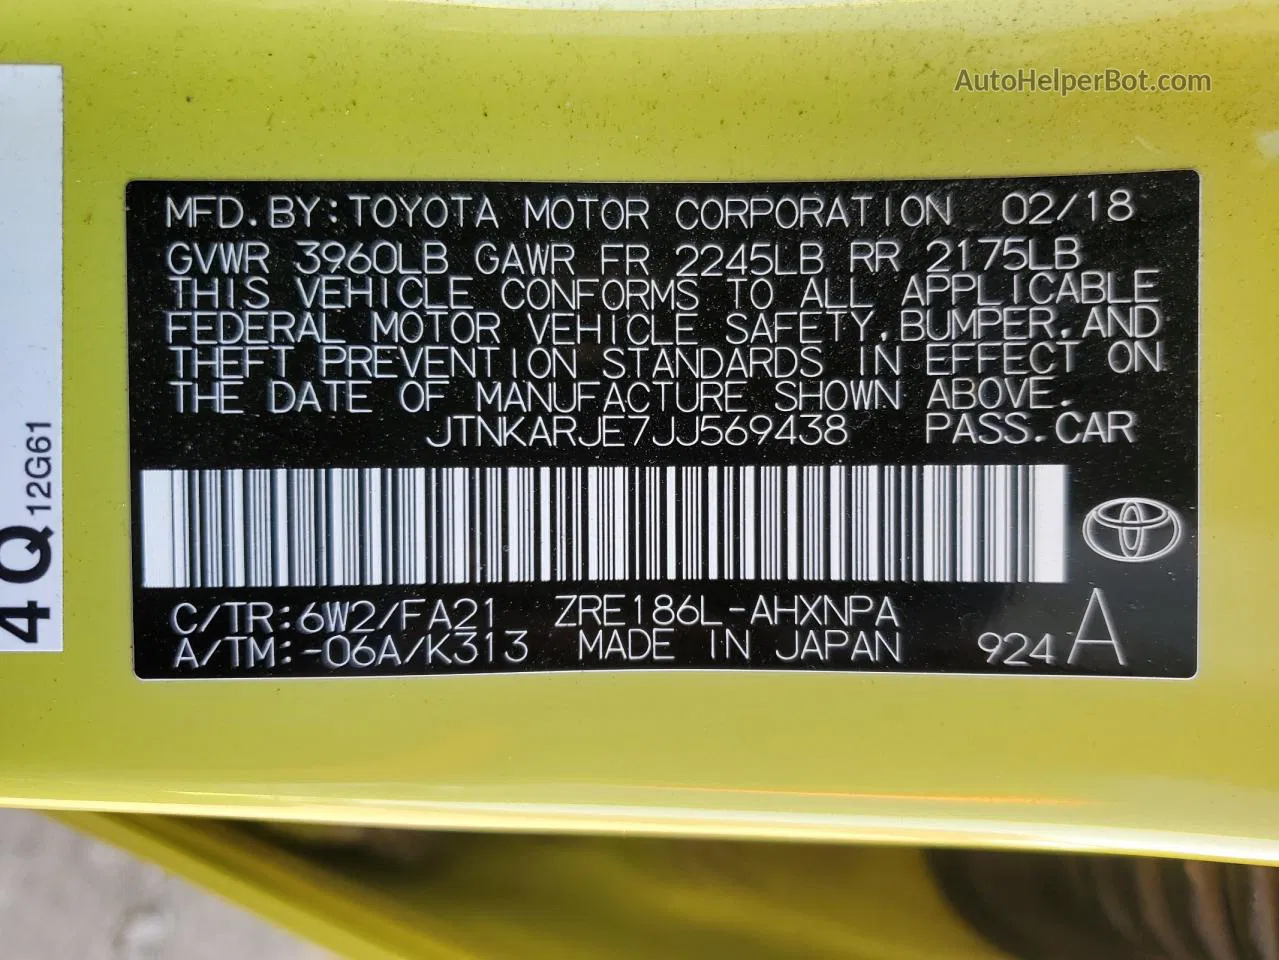 AutoHelperBot.com
MFD.BY:TOYOTA MOTOR CORPORATION 02/18
GVWR 3960LB GAWR FR 2245LB RR 2175LB
THIS VEHICLE CONFORMS TO ALL APPLICABLE
FEDERAL MOTOR VEHICLE SAFETY,BUMPER,AND
THEFT PREVENTION STANDARDS IN EFFECT ON
THE DATE OF MANUFACTURE SHOWN ABOVE.
JTNKARJE7JJ569438 PASS.CAR
C/TR:6W2/FA21 ZRE186L-AHXNPA
A/TM:-06A/K313 MADE IN JAPAN 924 A
4 Q 12G61